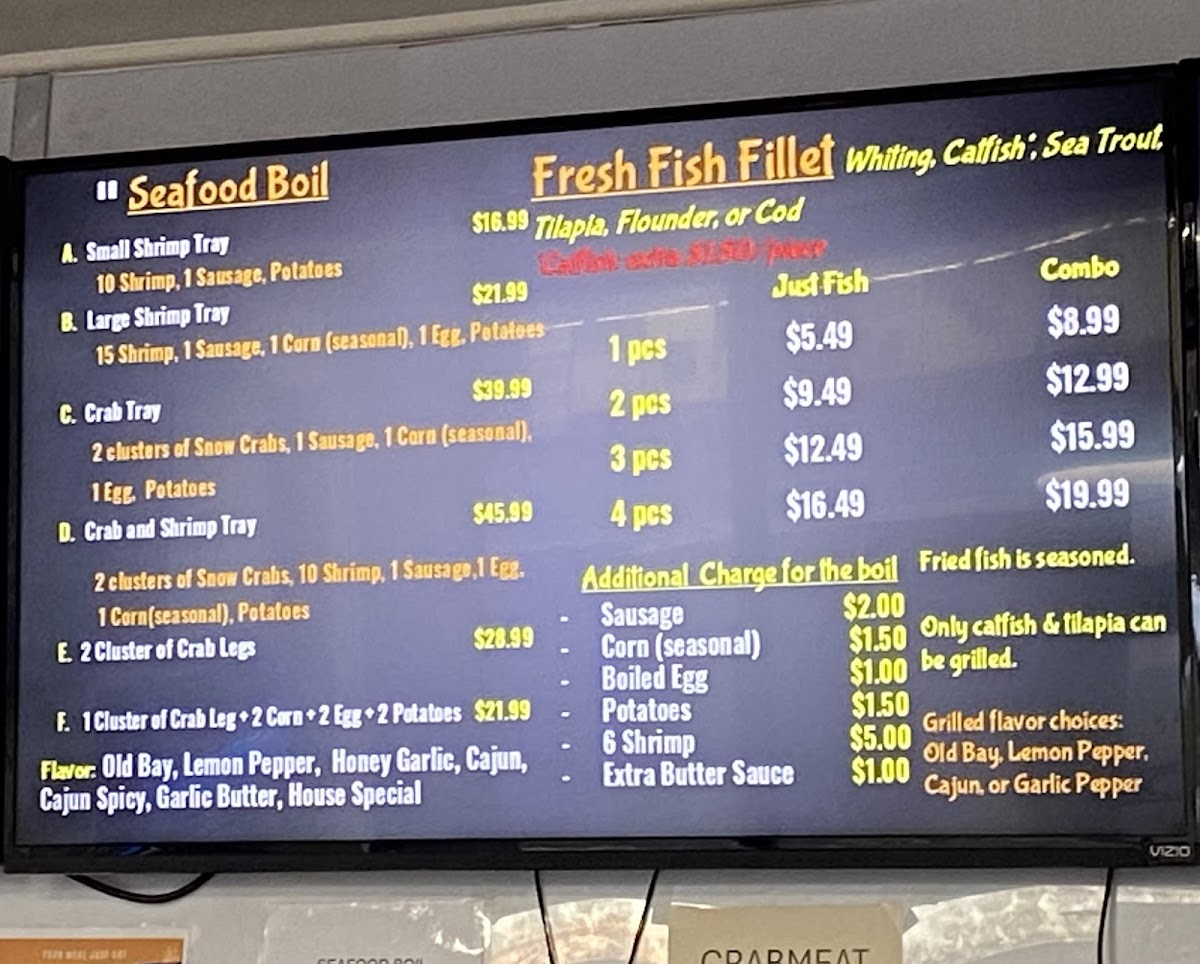 " Seafood Boil
A. Small Shrimp Tray $16.99
10 Shrimp, 1 Sausage, Potatoes
B. Large Shrimp Tray $21.99
15 Shrimp, 1 Sausage, 1 Corn (seasonal), 1 Egg, Potatoes
C. Crab Tray $39.99
2 clusters of Snow Crabs, 1 Sausage, 1 Corn (seasonal),
1 Egg, Potatoes
D. Crab and Shrimp Tray $45.99
2 clusters of Snow Crabs, 10 Shrimp, 1 Sausage,1 Egg,
1 Corn(seasonal), Potatoes
E. 2 Cluster of Crab Legs $28.99
F. 1 Cluster of Crab Leg+2 Corn+2 Egg+2 Potatoes $21.99
Flavor: Old Bay, Lemon Pepper, Honey Garlic, Cajun,
Cajun Spicy, Garlic Butter, House Special
Fresh Fish Fillet Whiting, Catfish*, Sea Trout,
Tilapia, Flounder, or Cod
Catfish extra $1.50/piece
Just Fish Combo
1 pcs $5.49 $8.99
2 pcs $9.49 $12.99
3 pcs $12.49 $15.99
4 pcs $16.49 $19.99
Additional Charge for the boil
- Sausage $2.00
- Corn (seasonal) $1.50
- Boiled Egg $1.00
- Potatoes $1.50
- 6 Shrimp $5.00
- Extra Butter Sauce $1.00
Fried fish is seasoned.
Only catfish & tilapia can
be grilled.
Grilled flavor choices:
Old Bay, Lemon Pepper,
Cajun, or Garlic Pepper
VIZIO
SEAFOOD BOIL
CRABMEAT